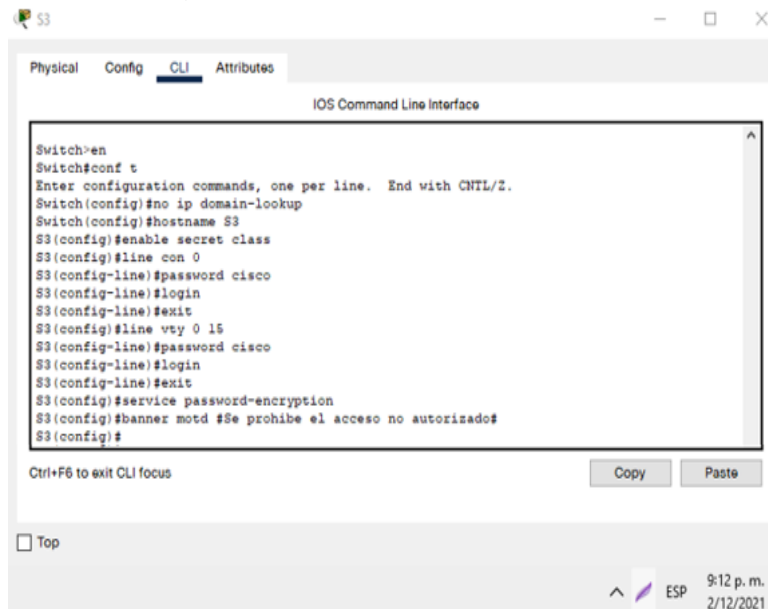 S3
Physical Config CLI Attributes
IOS Command Line Interface
Switch>en
Switch#conf t
Enter configuration commands, one per line.  End with CNTL/Z.
Switch(config)#no ip domain-lookup
Switch(config)#hostname S3
S3(config)#enable secret class
S3(config)#line con 0
S3(config-line)#password cisco
S3(config-line)#login
S3(config-line)#exit
S3(config)#line vty 0 15
S3(config-line)#password cisco
S3(config-line)#login
S3(config-line)#exit
S3(config)#service password-encryption
S3(config)#banner motd #Se prohibe el acceso no autorizado#
S3(config)#
Ctrl+F6 to exit CLI focus
Copy Paste
Top
ESP 9:12 p. m.
2/12/2021